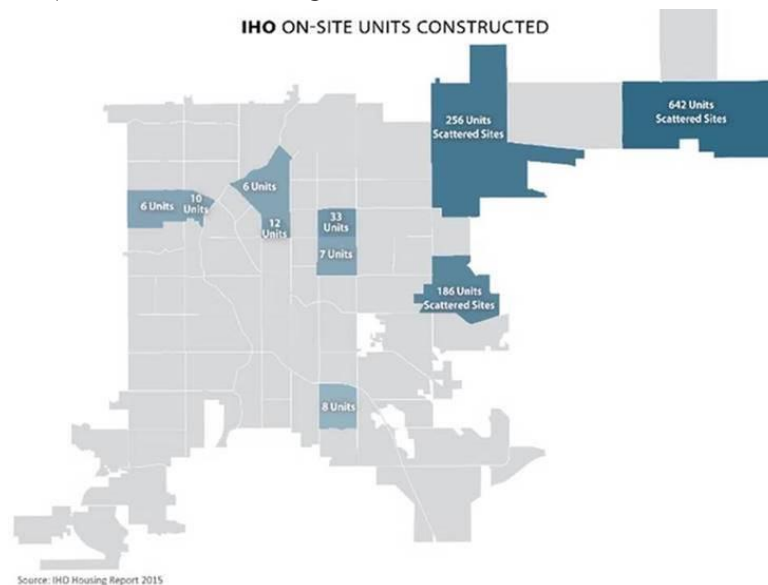 IHO ON-SITE UNITS CONSTRUCTED
256 Units
Scattered Sites
642 Units
Scattered Sites
6 Units
10
Units
6 Units
12
Units
33
Units
7 Units
186 Units
Scattered Sites
8 Units
Source: IHO Housing Report 2015